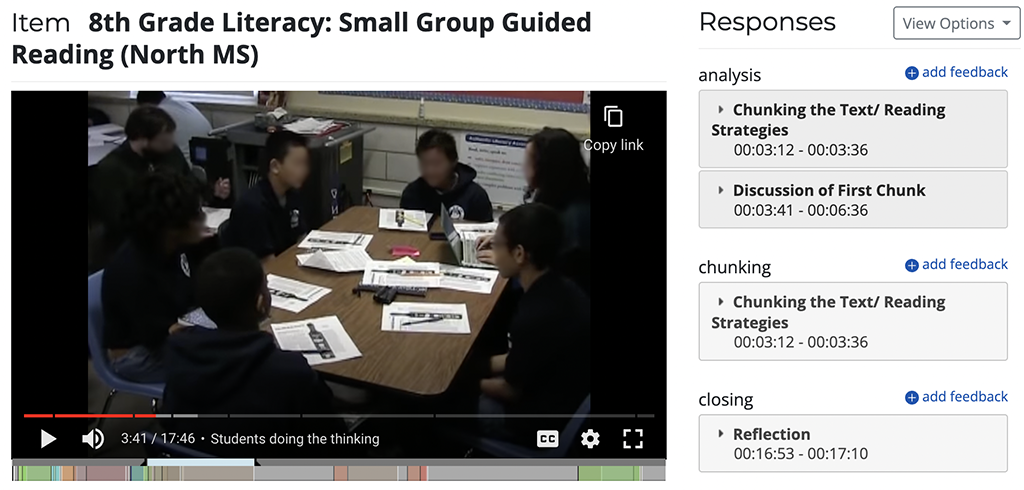 Item 8th Grade Literacy: Small Group Guided
Reading (North MS)
Copy link
3:41 / 17:46 • Students doing the thinking
CC
Responses
View Options
analysis
add feedback
Chunking the Text/ Reading
Strategies
00:03:12 - 00:03:36
Discussion of First Chunk
00:03:41 - 00:06:36
chunking
add feedback
Chunking the Text/ Reading
Strategies
00:03:12 - 00:03:36
closing
add feedback
Reflection
00:16:53 - 00:17:10